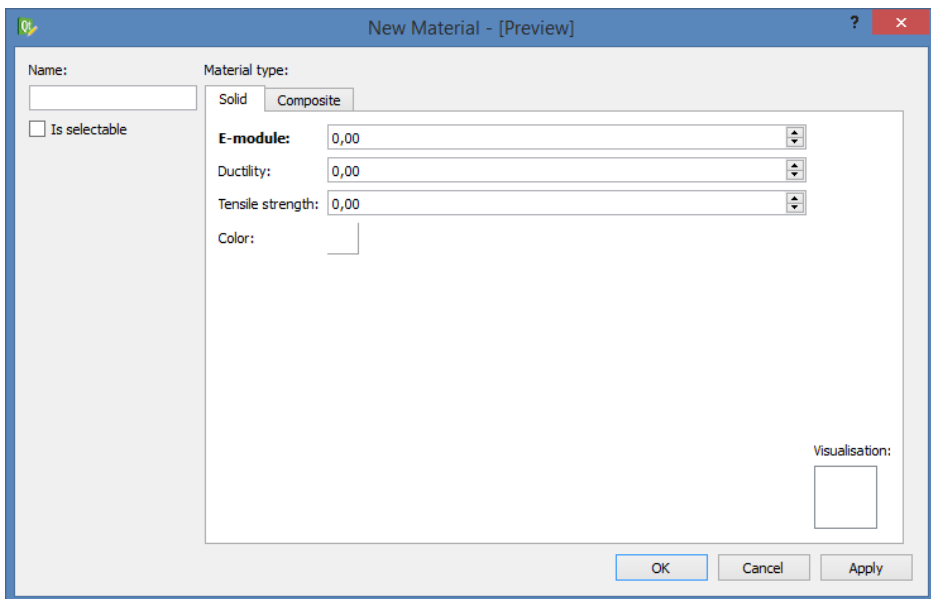 Qt
New Material - [Preview]
?
Name:
Material type:
Solid
Composite
Is selectable
E-module:
0,00
Ductility:
0,00
Tensile strength:
0,00
Color:
Visualisation:
OK
Cancel
Apply